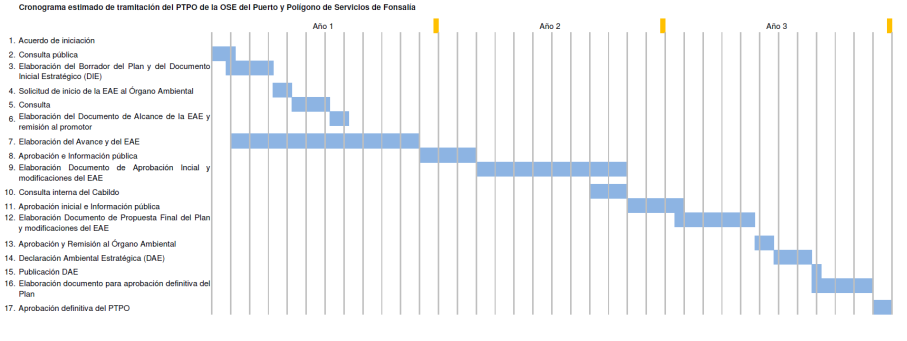 Cronograma estimado de tramitación del PTPO de la OSE del Puerto y Polígono de Servicios de Fonsalía
Año 1 Año 2 Año 3
1. Acuerdo de iniciación
2. Consulta pública
3. Elaboración del Borrador del Plan y del Documento
Inicial Estratégico (DIE)
4. Solicitud de inicio de la EAE al Órgano Ambiental
5. Consulta
6. Elaboración del Documento de Alcance de la EAE y
remisión al promotor
7. Elaboración del Avance y del EAE
8. Aprobación e Información pública
9. Elaboración Documento de Aprobación Incial y
modificaciones del EAE
10. Consulta interna del Cabildo
11. Aprobación inicial e Información pública
12. Elaboración Documento de Propuesta Final del Plan
y modificaciones del EAE
13. Aprobación y Remisión al Órgano Ambiental
14. Declaración Ambiental Estratégica (DAE)
15. Publicación DAE
16. Elaboración documento para aprobación definitiva del
Plan
17. Aprobación definitiva del PTPO